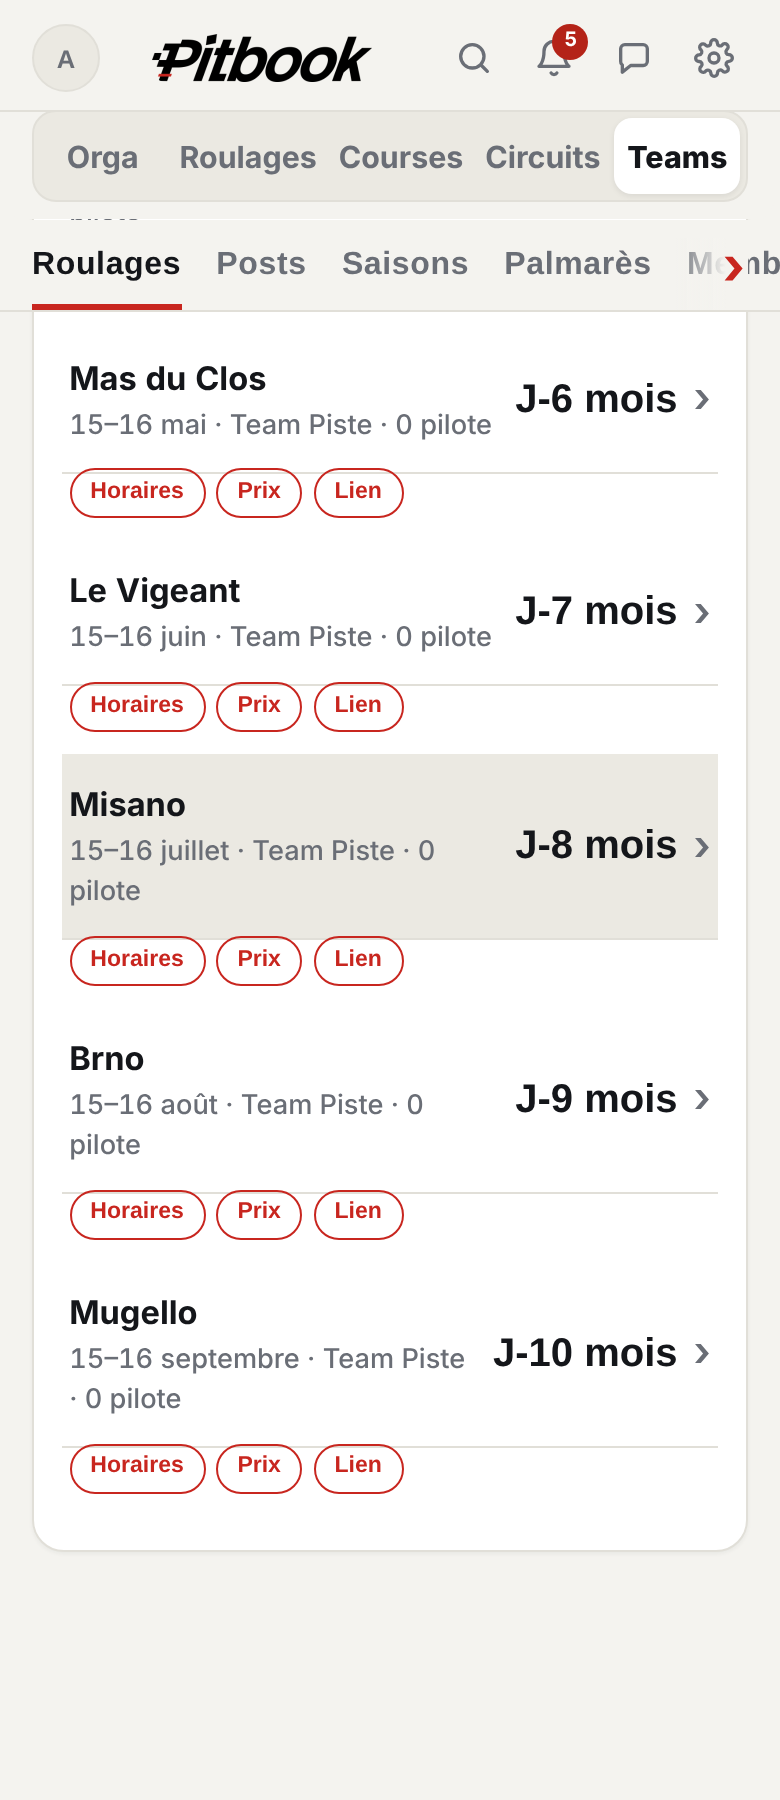 A
Pitbook
5
Orga Roulages Courses Circuits Teams
Roulages Posts Saisons Palmarès
Mas du Clos
15–16 mai · Team Piste · 0 pilote
J-6 mois ›
Horaires Prix Lien
Le Vigeant
15–16 juin · Team Piste · 0 pilote
J-7 mois ›
Horaires Prix Lien
Misano
15–16 juillet · Team Piste · 0
pilote
J-8 mois ›
Horaires Prix Lien
Brno
15–16 août · Team Piste · 0
pilote
J-9 mois ›
Horaires Prix Lien
Mugello
15–16 septembre · Team Piste
· 0 pilote
J-10 mois ›
Horaires Prix Lien